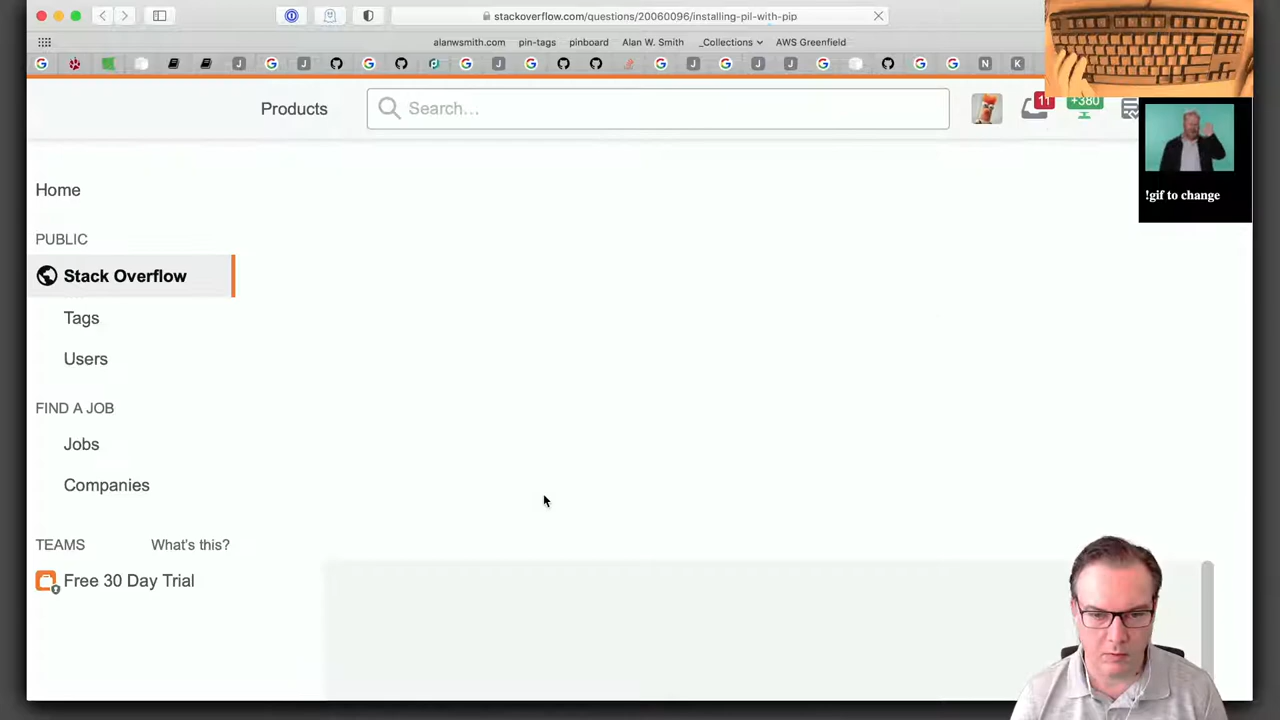 stackoverflow.com/questions/20060096/installing-pil-with-pip
alanwsmith.com pin-tags pinboard Alan W. Smith _Collections AWS Greenfield
Products
Search...
11
+380
!gif to change
Home
PUBLIC
Stack Overflow
Tags
Users
FIND A JOB
Jobs
Companies
TEAMS What's this?
Free 30 Day Trial